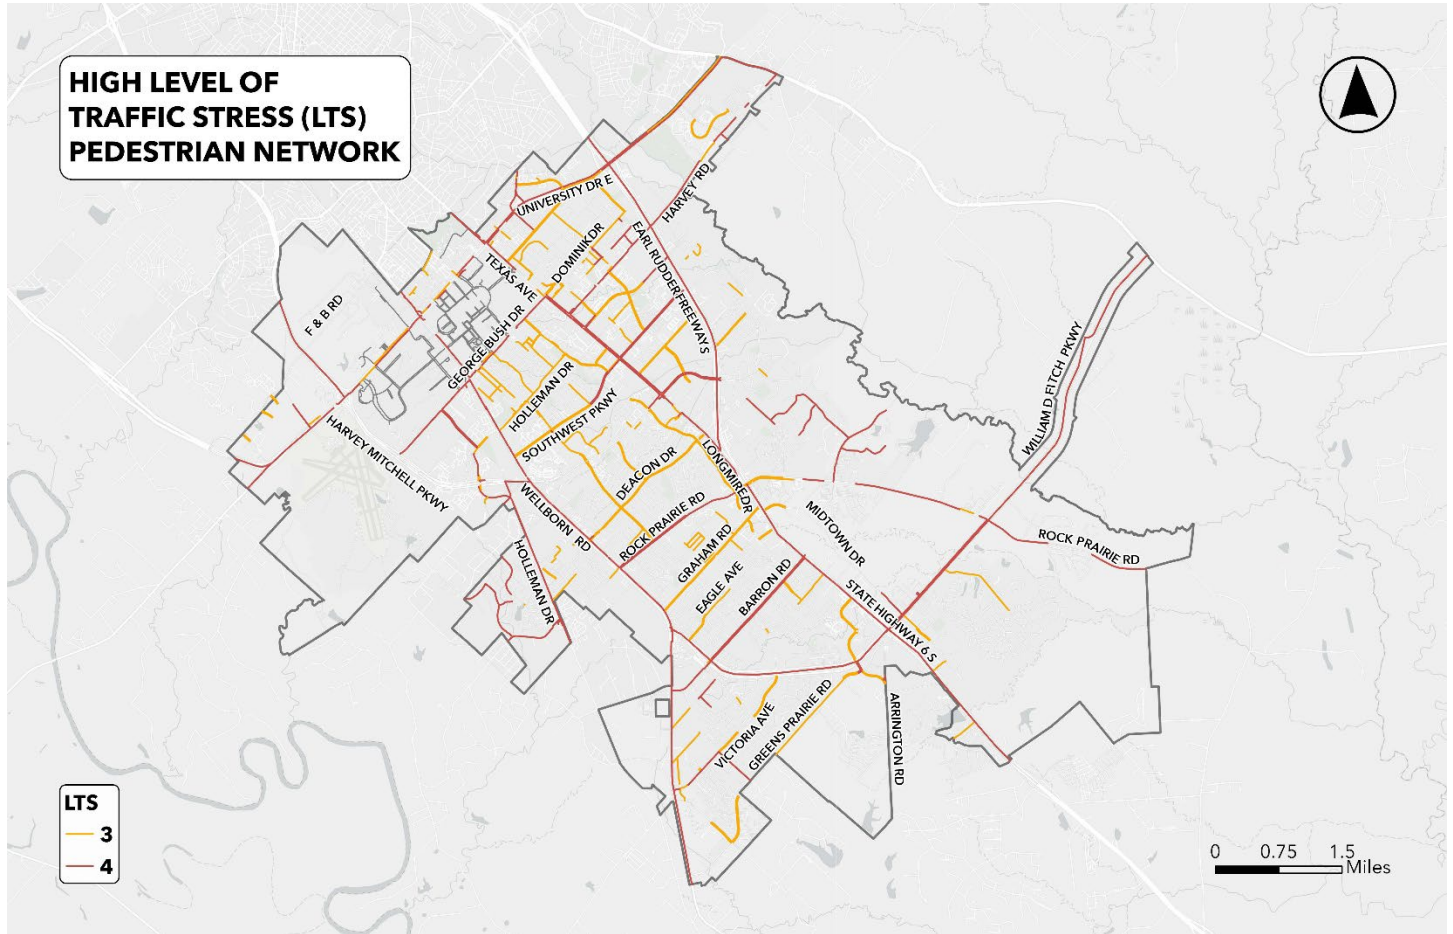 HIGH LEVEL OF
TRAFFIC STRESS (LTS)
PEDESTRIAN NETWORK
UNIVERSITY DR E
HARVEY RD
DOMINIK DR
EARL RUDDER FREEWAY S
TEXAS AVE
F & B RD
GEORGE BUSH DR
WILLIAM D FITCH PKWY
HOLLEMAN DR
SOUTHWEST PKWY
HARVEY MITCHELL PKWY
DEACON DR
LONGMIRE DR
WELLBORN RD
ROCK PRAIRIE RD
MIDTOWN DR
ROCK PRAIRIE RD
GRAHAM RD
HOLLEMAN DR
EAGLE AVE
BARRON RD
STATE HIGHWAY 6 S
VICTORIA AVE
GREENS PRAIRIE RD
ARRINGTON RD
LTS
3
4
0 0.75 1.5
Miles